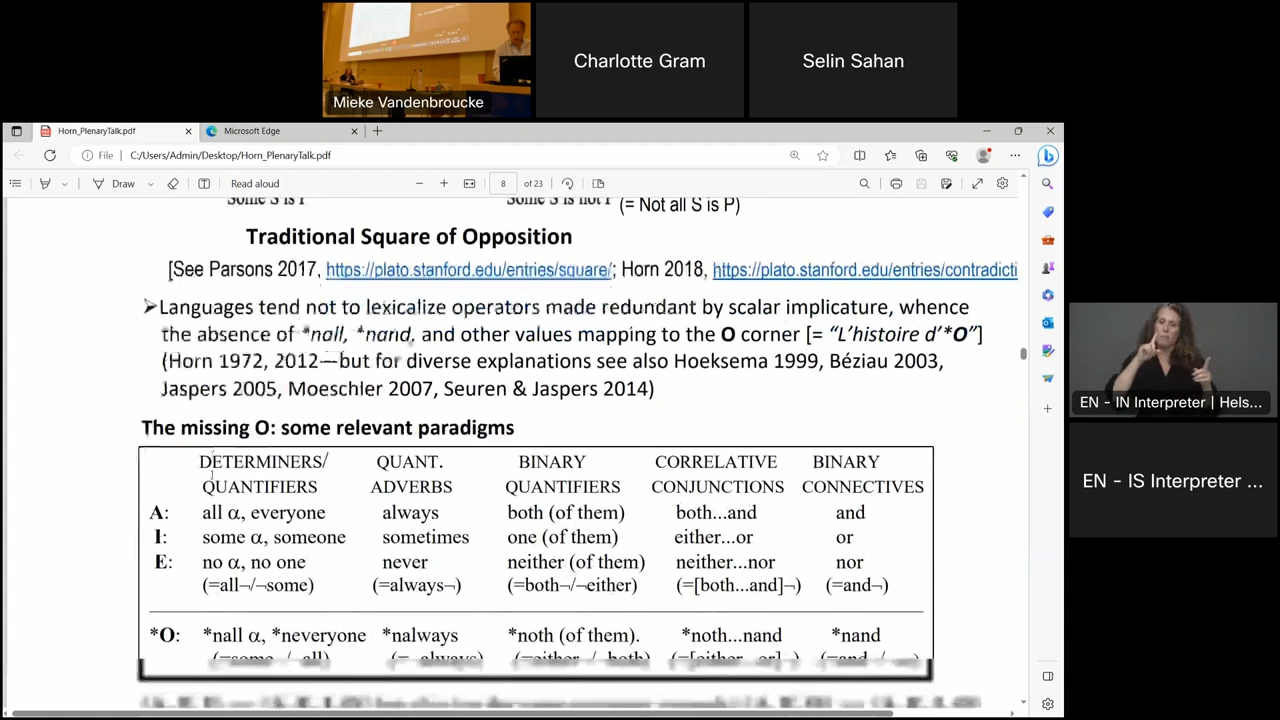 Mieke Vandenbroucke
Charlotte Gram
Selin Sahan
Horn_PlenaryTalk.pdf
Microsoft Edge
File
C:/Users/Admin/Desktop/Horn_PlenaryTalk.pdf
Draw
Read aloud
8
of 23
Some S is P
Some S is not P
(= Not all S is P)
Traditional Square of Opposition
[See Parsons 2017, https://plato.stanford.edu/entries/square/; Horn 2018, https://plato.stanford.edu/entries/contradicti
➢Languages tend not to lexicalize operators made redundant by scalar implicature, whence
the absence of *nall, *nand, and other values mapping to the O corner [= “L’histoire d’*O”]
(Horn 1972, 2012—but for diverse explanations see also Hoeksema 1999, Béziau 2003,
Jaspers 2005, Moeschler 2007, Seuren & Jaspers 2014)
The missing O: some relevant paradigms
DETERMINERS/ QUANT. BINARY CORRELATIVE BINARY
QUANTIFIERS ADVERBS QUANTIFIERS CONJUNCTIONS CONNECTIVES
A: all α, everyone always both (of them) both...and and
I: some α, someone sometimes one (of them) either...or or
E: no α, no one never neither (of them) neither...nor nor
(=all¬/¬some) (=always¬) (=both¬/¬either) (=[both...and]¬) (=and¬)
*O: *nall α, *neveryone *nalways *noth (of them). *noth...nand *nand
EN - IN Interpreter | Hels...
EN - IS Interpreter ...